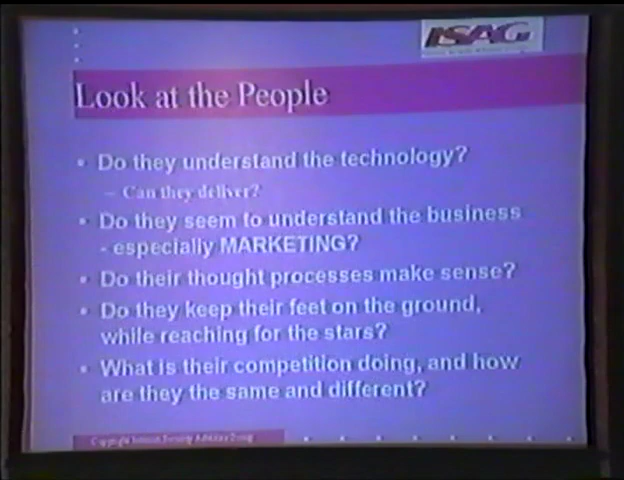 ISAG
Look at the People
• Do they understand the technology?
– Can they deliver?
• Do they seem to understand the business
- especially MARKETING?
• Do their thought processes make sense?
• Do they keep their feet on the ground,
while reaching for the stars?
• What is their competition doing, and how
are they the same and different?
Copyright